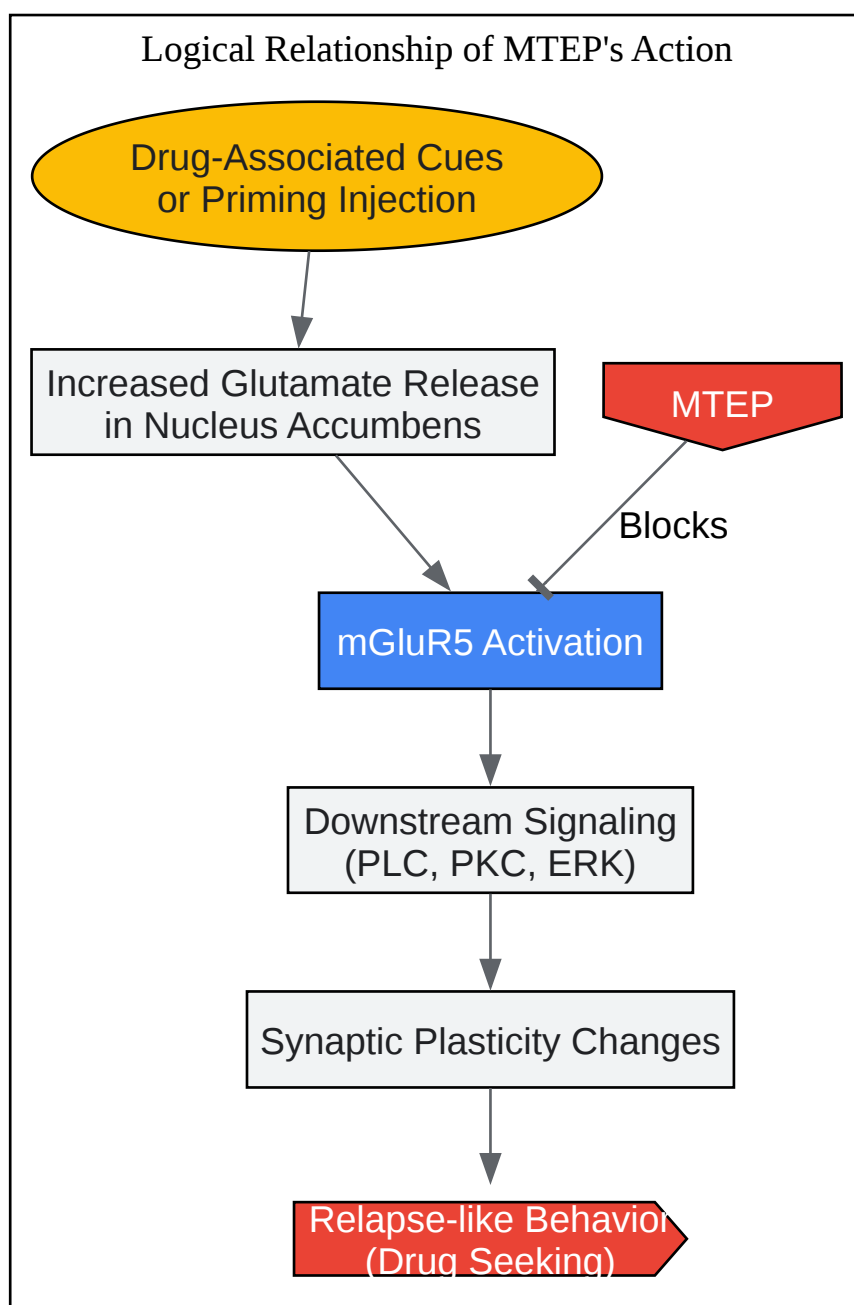 Logical Relationship of MTEP's Action
Drug-Associated Cues
or Priming Injection
Increased Glutamate Release
in Nucleus Accumbens
MTEP
Blocks
mGluR5 Activation
Downstream Signaling
(PLC, PKC, ERK)
Synaptic Plasticity Changes
Relapse-like Behavior
(Drug Seeking)